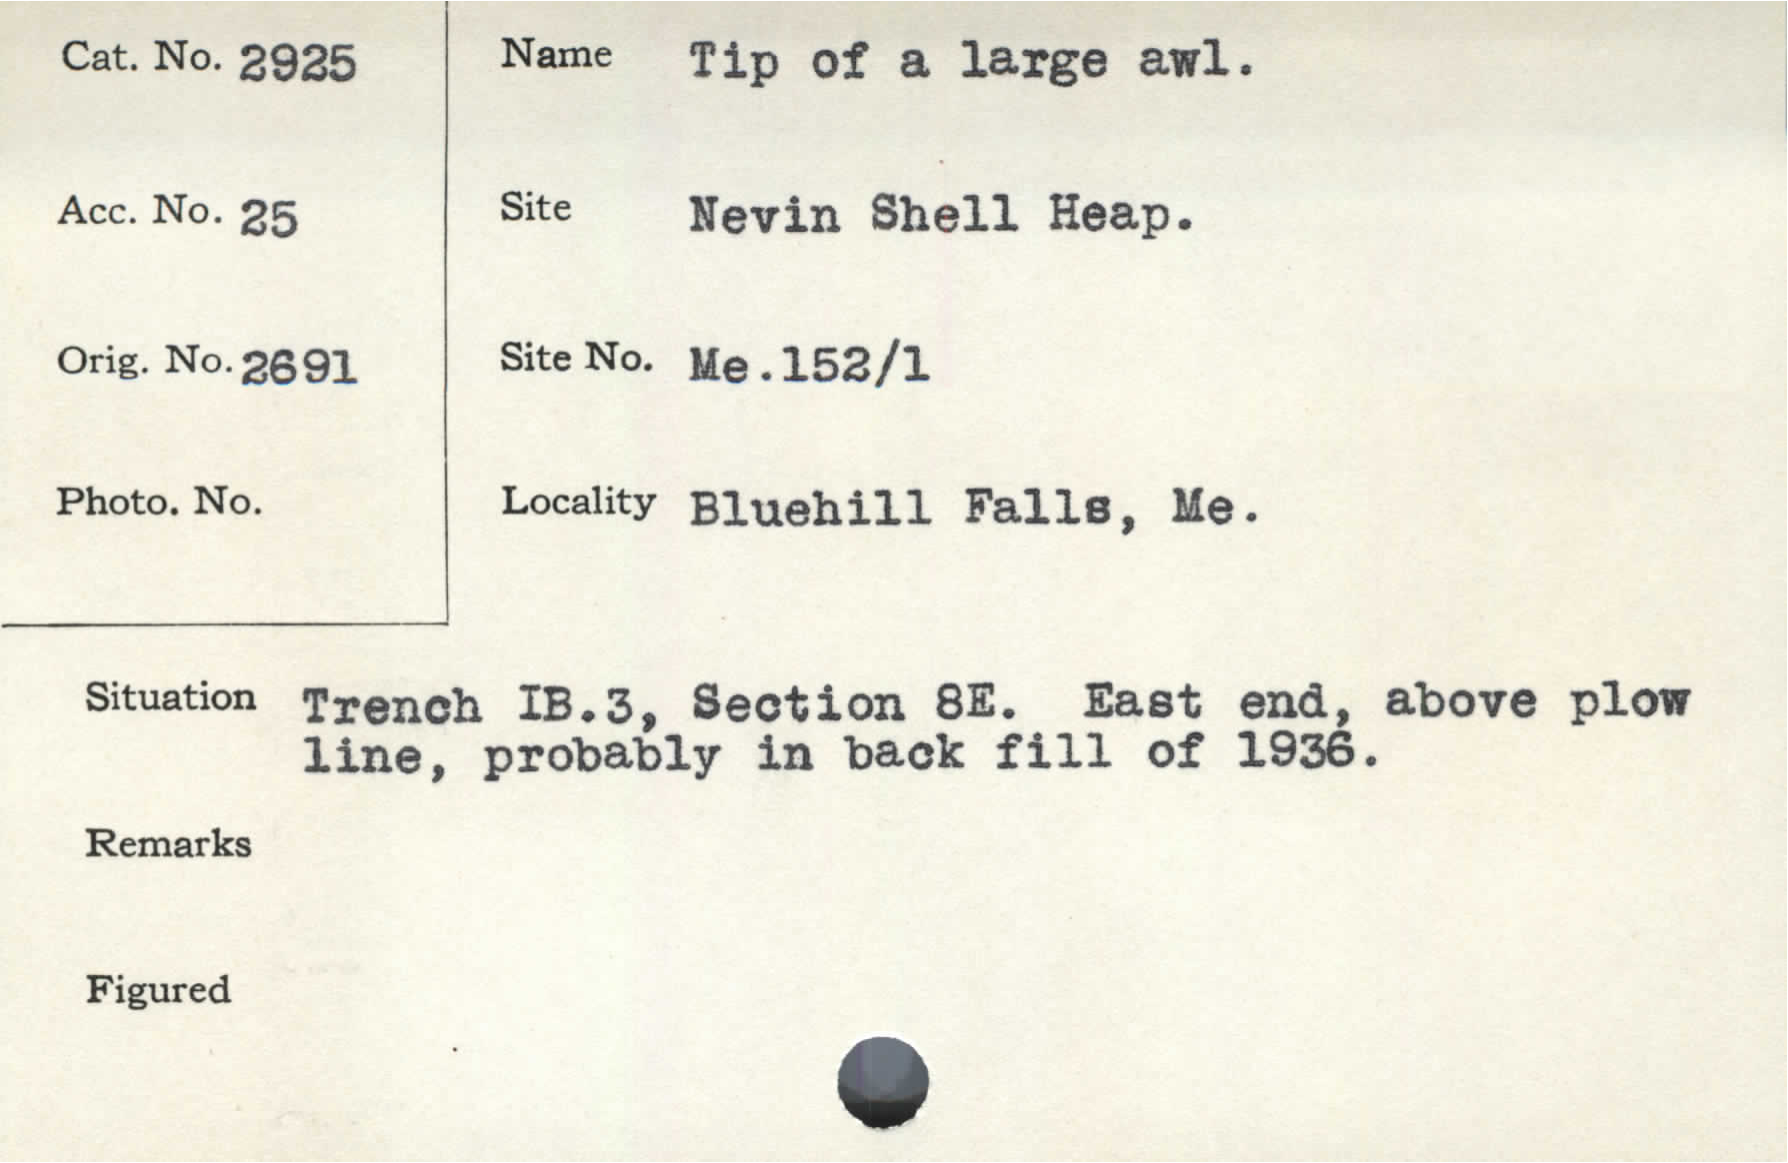 Cat. No. 2925
Acc. No. 25
Orig. No. 2691
Photo. No.
Name Tip of a large awl.
Site Nevin Shell Heap.
Site No. Me.152/1
Locality Bluehill Falls, Me.
Situation Trench IB.3, Section 8E. East end, above plow
line, probably in back fill of 1936.
Remarks
Figured